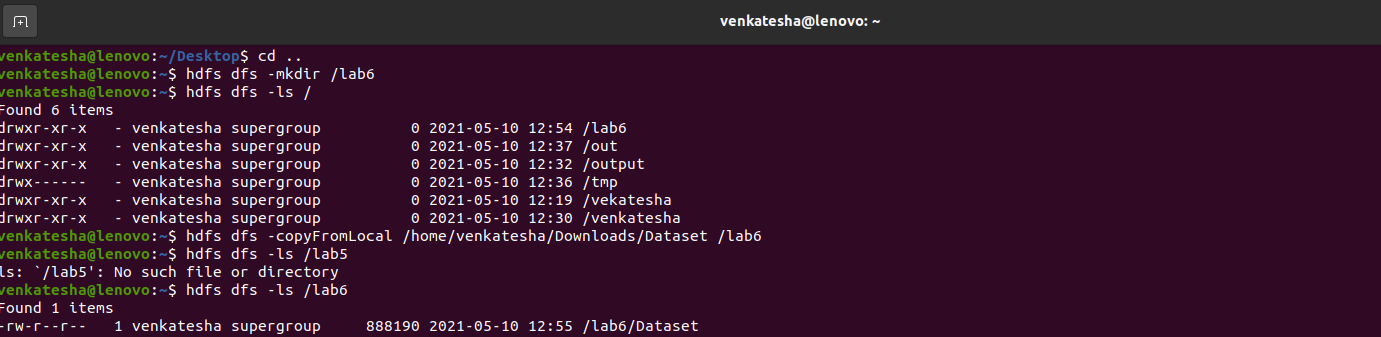 venkatesha@lenovo: ~
venkatesha@lenovo:~/Desktop$ cd ..
venkatesha@lenovo:~$ hdfs dfs -mkdir /lab6
venkatesha@lenovo:~$ hdfs dfs -ls /
Found 6 items
drwxr-xr-x   - venkatesha supergroup          0 2021-05-10 12:54 /lab6
drwxr-xr-x   - venkatesha supergroup          0 2021-05-10 12:37 /out
drwxr-xr-x   - venkatesha supergroup          0 2021-05-10 12:32 /output
drwx------   - venkatesha supergroup          0 2021-05-10 12:36 /tmp
drwxr-xr-x   - venkatesha supergroup          0 2021-05-10 12:19 /vekatesha
drwxr-xr-x   - venkatesha supergroup          0 2021-05-10 12:30 /venkatesha
venkatesha@lenovo:~$ hdfs dfs -copyFromLocal /home/venkatesha/Downloads/Dataset /lab6
venkatesha@lenovo:~$ hdfs dfs -ls /lab5
ls: `/lab5': No such file or directory
venkatesha@lenovo:~$ hdfs dfs -ls /lab6
Found 1 items
-rw-r--r--   1 venkatesha supergroup     888190 2021-05-10 12:55 /lab6/Dataset